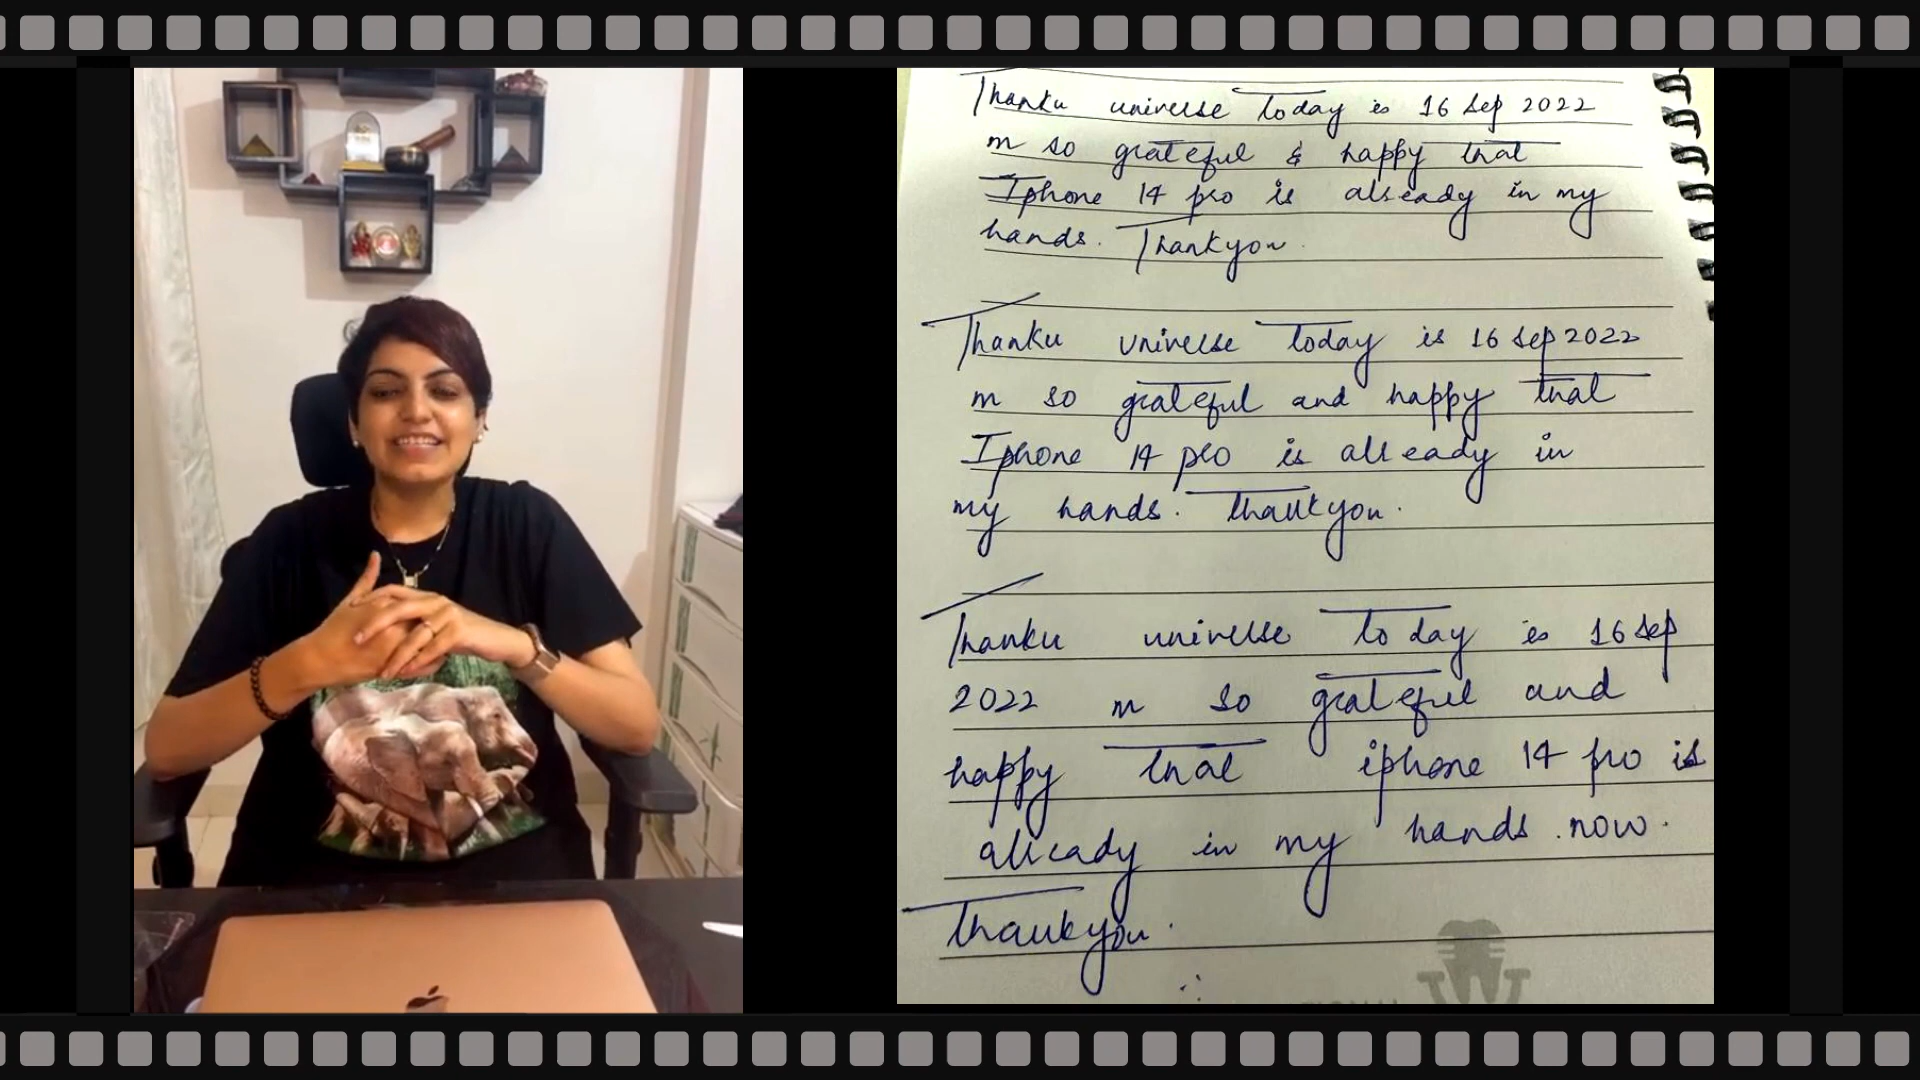 Thanku universe today is 16 Sep 2022
m so grateful & happy that
Iphone 14 pro is already in my
hands. Thankyou.
Thanku universe today is 16 Sep 2022
m so grateful and happy that
Iphone 14 pro is already in
my hands. Thankyou.
Thanku universe today is 16 Sep
2022 m so grateful and
happy that iphone 14 pro is
already in my hands .now.
Thankyou.